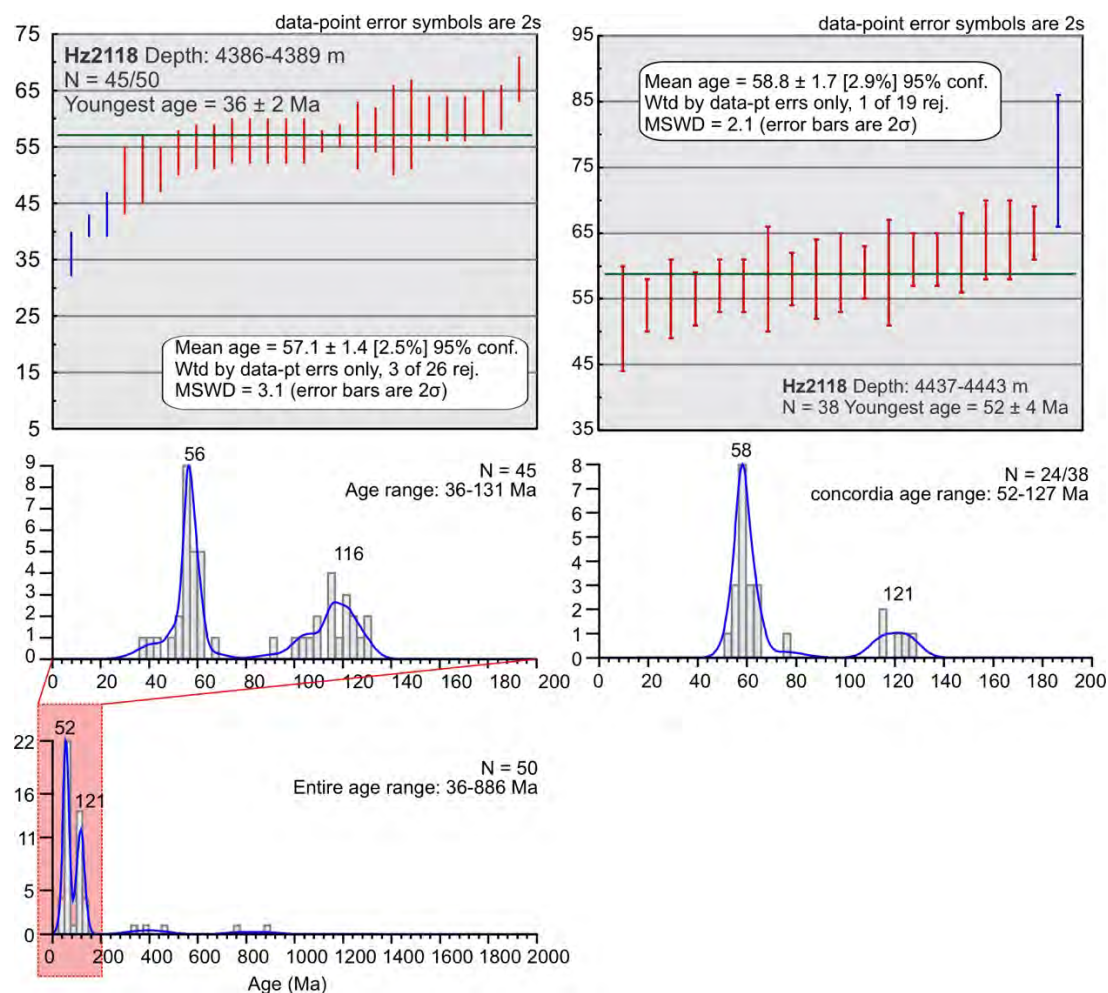 data-point error symbols are 2s
75
65
55
45
35
25
15
5
Hz2118 Depth: 4386-4389 m
N = 45/50
Youngest age = 36 ± 2 Ma
Mean age = 57.1 ± 1.4 [2.5%] 95% conf.
Wtd by data-pt errs only, 3 of 26 rej.
MSWD = 3.1 (error bars are 2σ)
data-point error symbols are 2s
95
85
75
65
55
45
35
Mean age = 58.8 ± 1.7 [2.9%] 95% conf.
Wtd by data-pt errs only, 1 of 19 rej.
MSWD = 2.1 (error bars are 2σ)
Hz2118 Depth: 4437-4443 m
N = 38 Youngest age = 52 ± 4 Ma
9
8
7
6
5
4
3
2
1
0
56
116
N = 45
Age range: 36-131 Ma
0 20 40 60 80 100 120 140 160 180 200
8
7
6
5
4
3
2
1
0
58
121
N = 24/38
concordia age range: 52-127 Ma
0 20 40 60 80 100 120 140 160 180 200
22
16
11
5
0
52
121
N = 50
Entire age range: 36-886 Ma
0 200 400 600 800 1000 1200 1400 1600 1800 2000
Age (Ma)